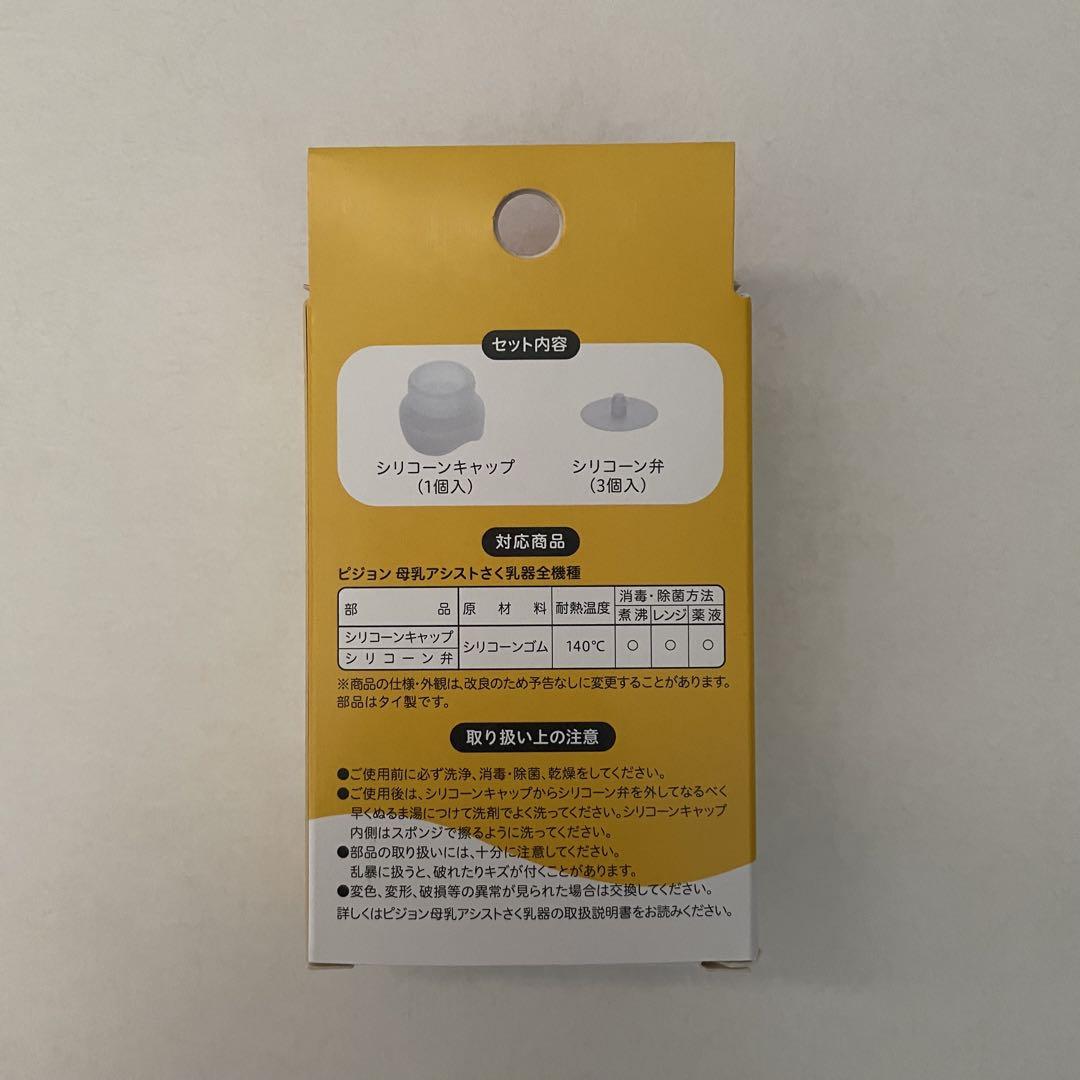 セット内容
シリコーンキャップ シリコーン弁
（1個入） （3個入）
対応商品
ピジョン 母乳アシストさく乳器全機種
部品 原材料 耐熱温度 消毒・除菌方法
煮沸 レンジ 薬液
シリコーンキャップ シリコーンゴム 140℃ ○ ○ ○
シリコーン弁
※商品の仕様・外観は、改良のため予告なしに変更することがあります。
部品はタイ製です。
取り扱い上の注意
●ご使用前に必ず洗浄、消毒・除菌、乾燥をしてください。
●ご使用後は、シリコーンキャップからシリコーン弁を外してなるべく
早くぬるま湯につけて洗剤でよく洗ってください。シリコーンキャップ
内側はスポンジで擦るように洗ってください。
●部品の取り扱いには、十分に注意してください。
乱暴に扱うと、破れたりキズが付くことがあります。
●変色、変形、破損等の異常が見られた場合は交換してください。
詳しくはピジョン母乳アシストさく乳器の取扱説明書をお読みください。